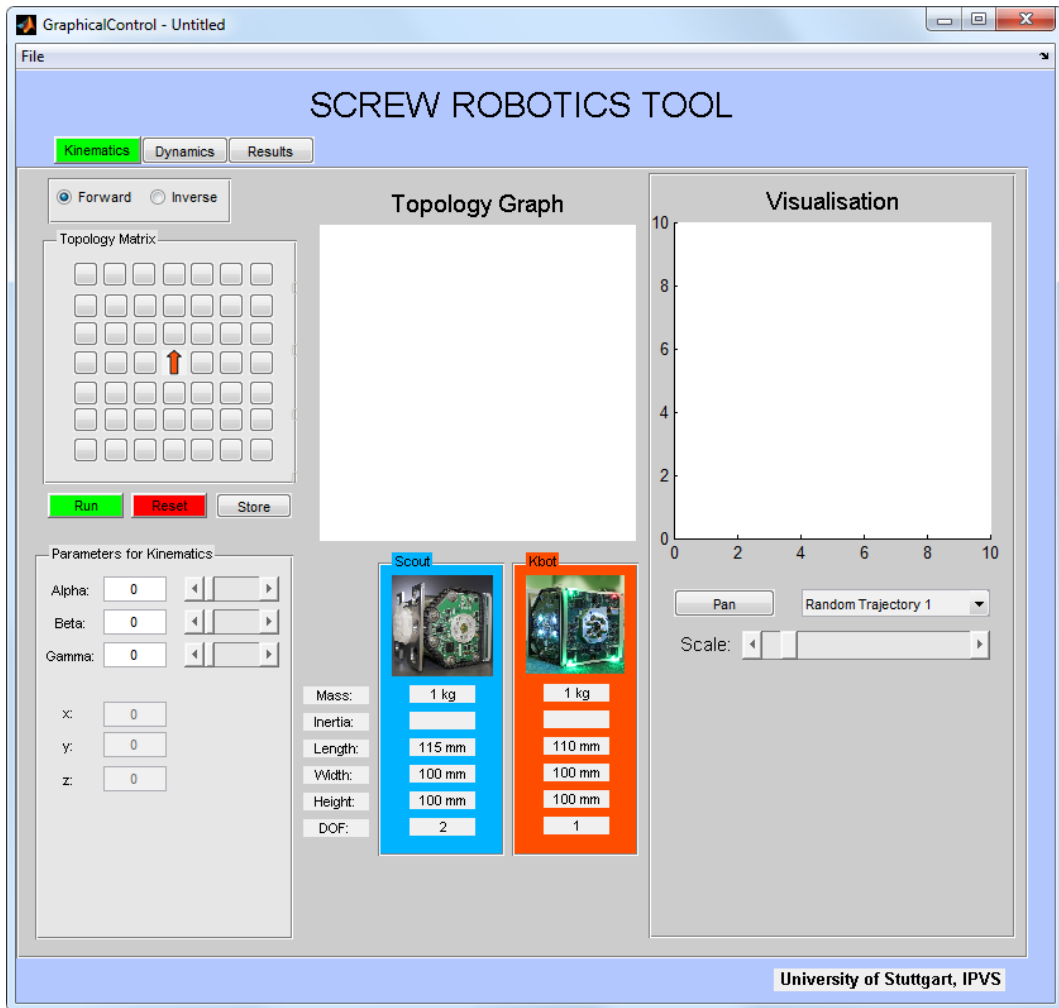 GraphicalControl - Untitled
File
SCREW ROBOTICS TOOL
Kinematics Dynamics Results
Forward Inverse
Topology Matrix
Run Reset Store
Parameters for Kinematics
Alpha: 0
Beta: 0
Gamma: 0
x: 0
y: 0
z: 0
Topology Graph
Scout Kbot
Mass: 1 kg 1 kg
Inertia:
Length: 115 mm 110 mm
Width: 100 mm 100 mm
Height: 100 mm 100 mm
DOF: 2 1
Visualisation
10
8
6
4
2
0
0 2 4 6 8 10
Pan Random Trajectory 1
Scale:
University of Stuttgart, IPVS